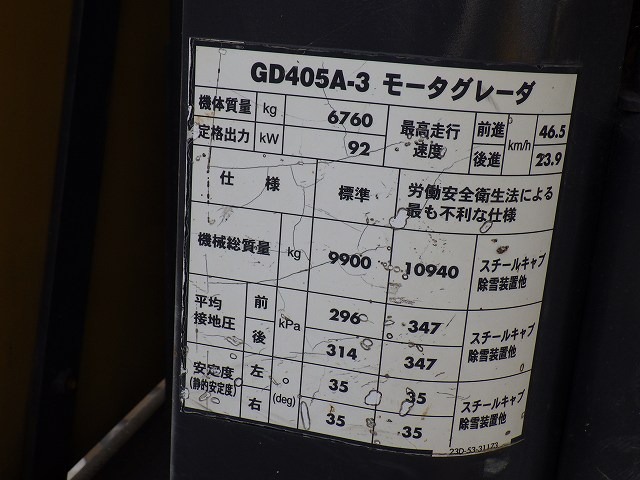 GD405A-3 モータグレーダ
機体質量 kg 6760 最高走行速度 前進 km/h 46.5
定格出力 kW 92 後進 23.9
仕様 標準 労働安全衛生法による
最も不利な仕様
機械総質量 kg 9900 10940 スチールキャブ
除雪装置他
平均接地圧 前 kPa 296 347 スチールキャブ
後 314 347 除雪装置他
安定度 左 ° 35 35 スチールキャブ
(静的安定度) 右 (deg) 35 35 除雪装置他
23D-53-31173